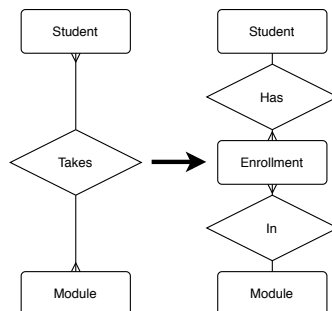 Student
Takes
Module
Student
Has
Enrollment
In
Module